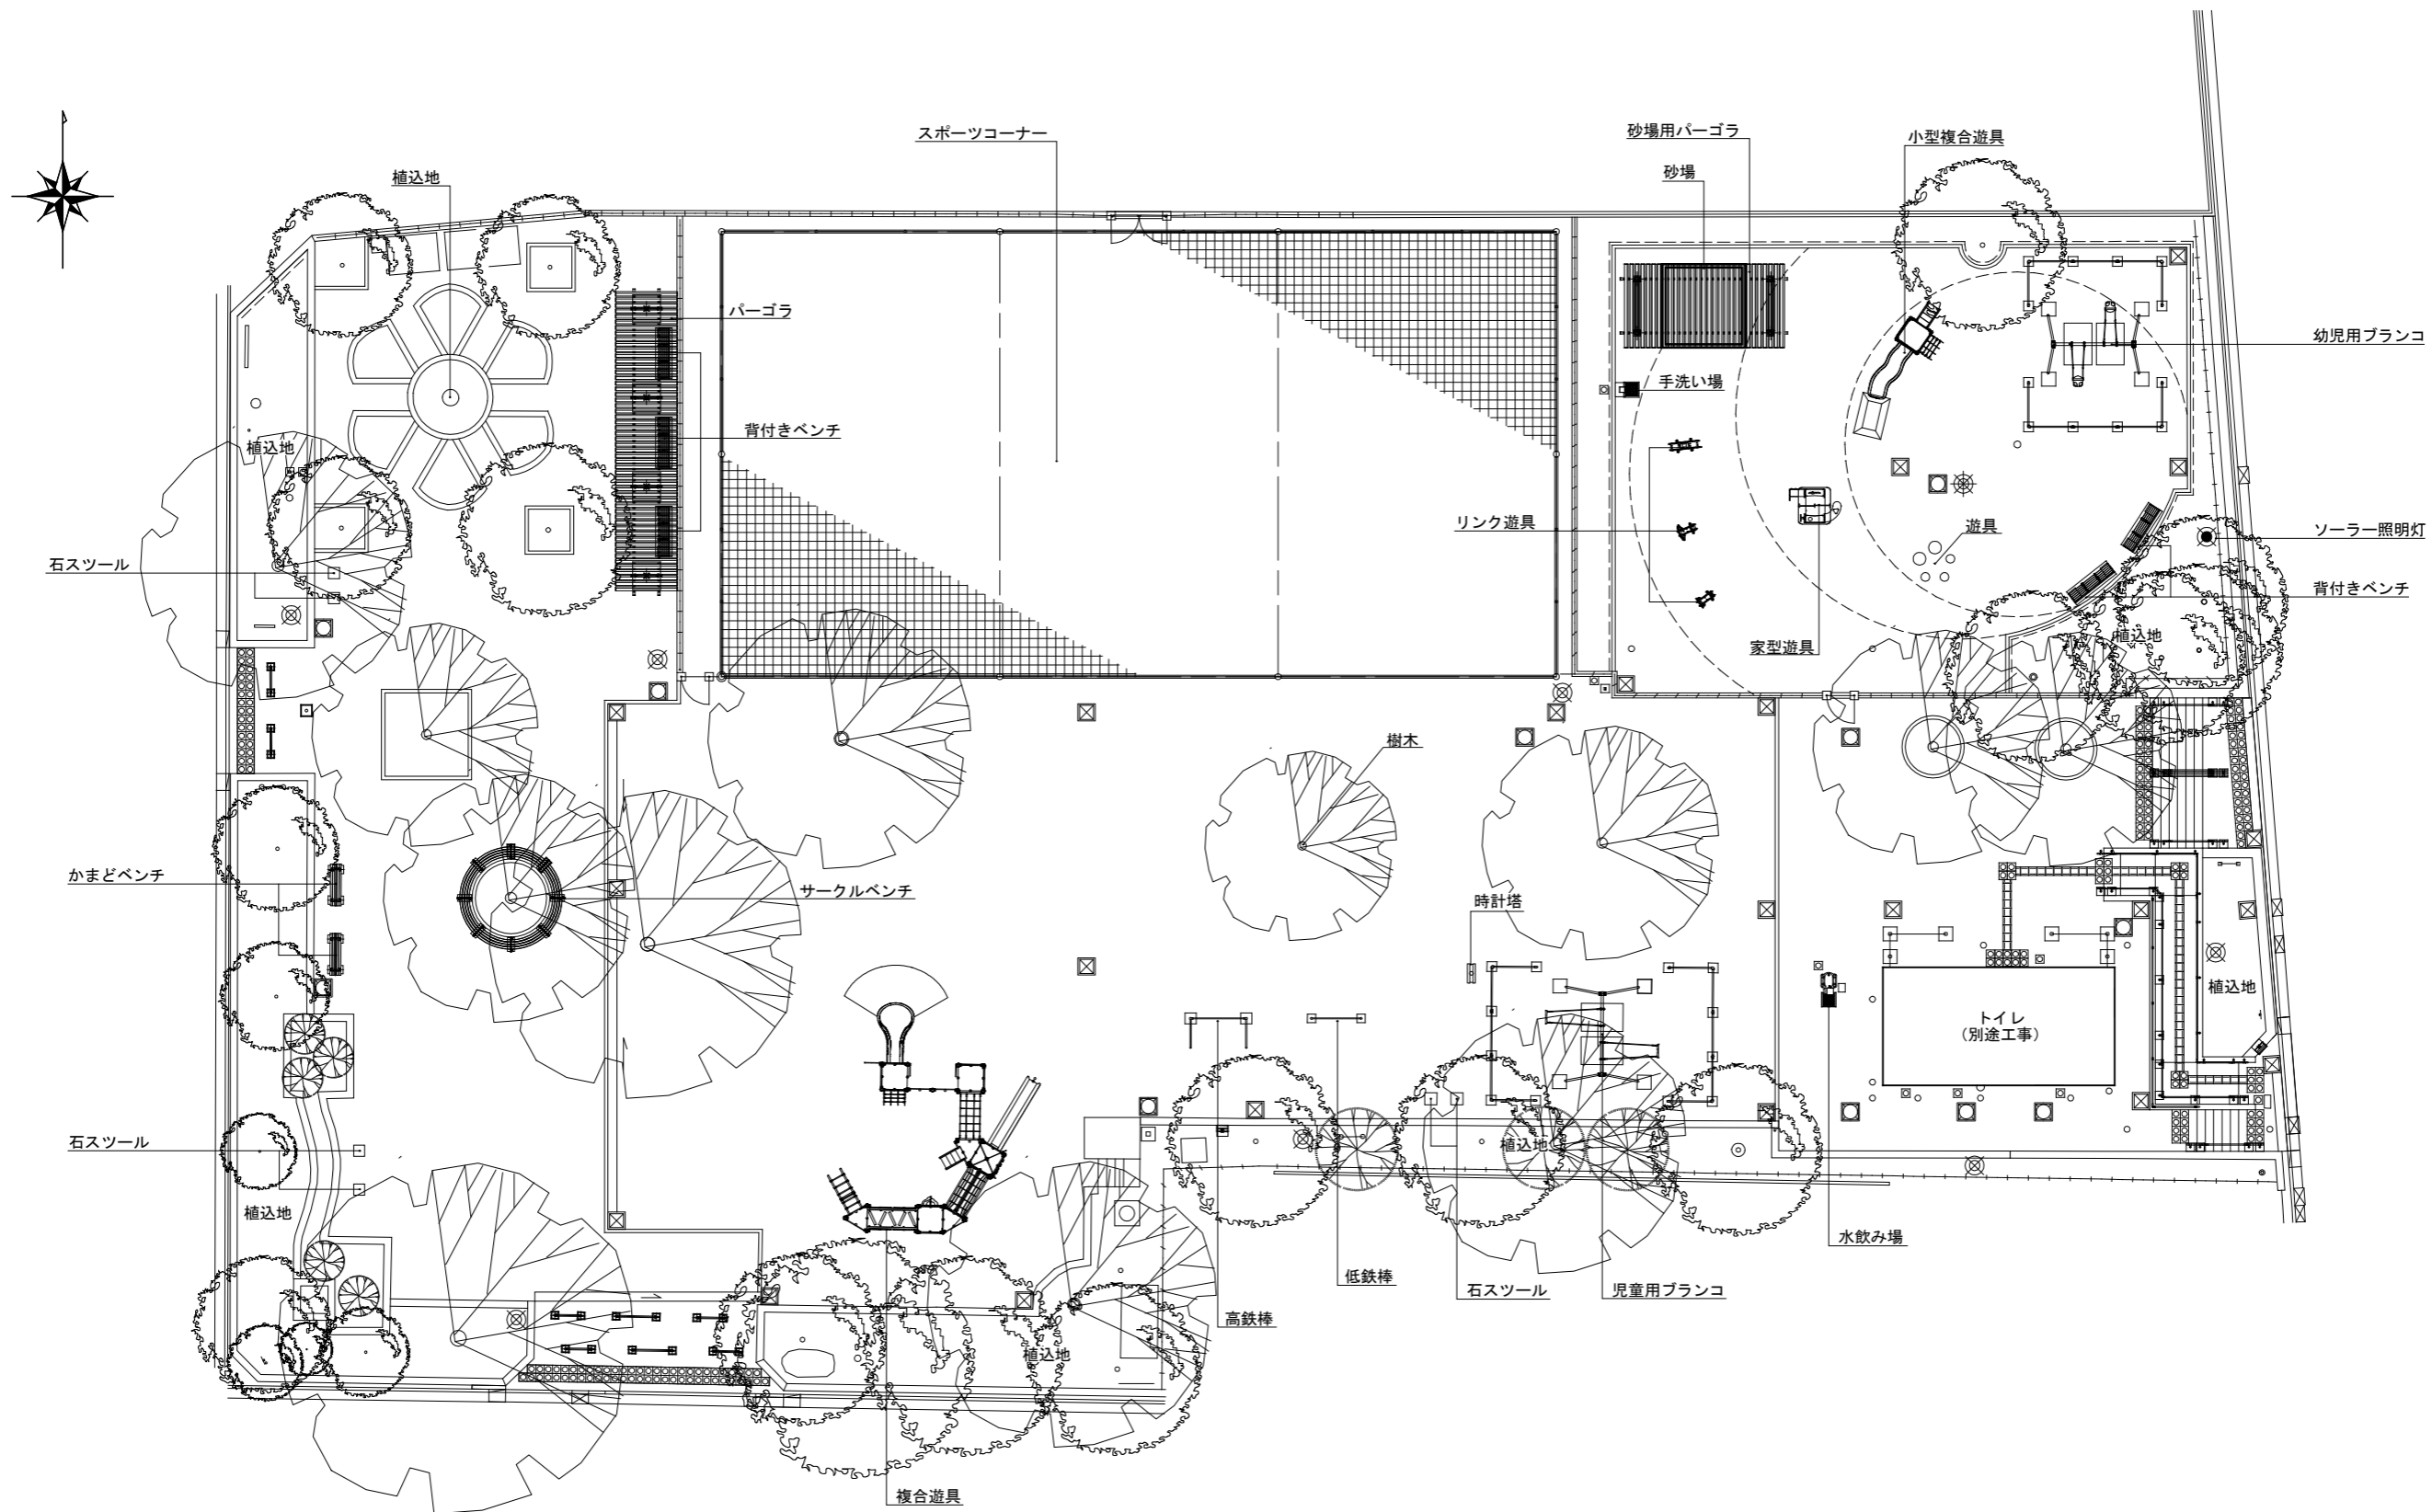 スポーツコーナー
砂場用パーゴラ
小型複合遊具
砂場
植込地
パーゴラ
幼児用ブランコ
手洗い場
背付きベンチ
植込地
リンク遊具
遊具
ソーラー照明灯
石スツール
背付きベンチ
植込地
家型遊具
樹木
かまどベンチ
サークルベンチ
時計塔
植込地
トイレ
(別途工事)
石スツール
植込地
植込地
水飲み場
低鉄棒
石スツール
児童用ブランコ
高鉄棒
植込地
複合遊具